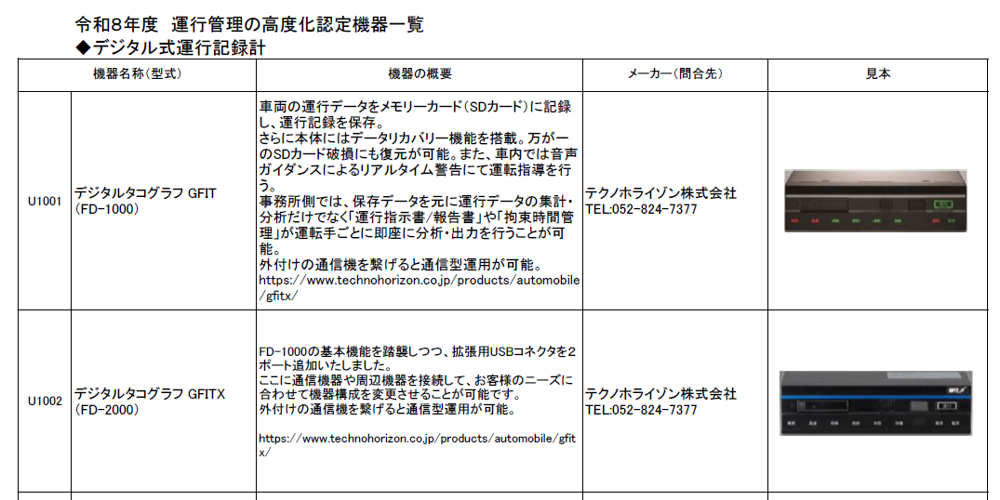 令和８年度　運行管理の高度化認定機器一覧
◆デジタル式運行記録計
機器名称（型式）
機器の概要
メーカー（問合先）
見本
U1001
デジタルタコグラフ GFIT
（FD-1000）
車両の運行データをメモリーカード（SDカード）に記録
し、運行記録を保存。
さらに本体にはデータリカバリー機能を搭載。万が一
のSDカード破損にも復元が可能。また、車内では音声
ガイダンスによるリアルタイム警告にて運転指導を行
う。
事務所側では、保存データを元に運行データの集計・
分析だけでなく「運行指示書/報告書」や「拘束時間管
理」が運転手ごとに即座に分析・出力を行うことが可
能。
外付けの通信機を繋げると通信型運用が可能。
https://www.technohorizon.co.jp/products/automobile
/gfitx/
テクノホライゾン株式会社
TEL:052-824-7377
U1002
デジタルタコグラフ GFITX
（FD-2000）
FD-1000の基本機能を踏襲しつつ、拡張用USBコネクタを２
ポート追加いたしました。
ここに通信機器や周辺機器を接続して、お客様のニーズに
合わせて機器構成を変更させることが可能です。
外付けの通信機を繋げると通信型運用が可能。
https://www.technohorizon.co.jp/products/automobile/gfit
x/
テクノホライゾン株式会社
TEL:052-824-7377